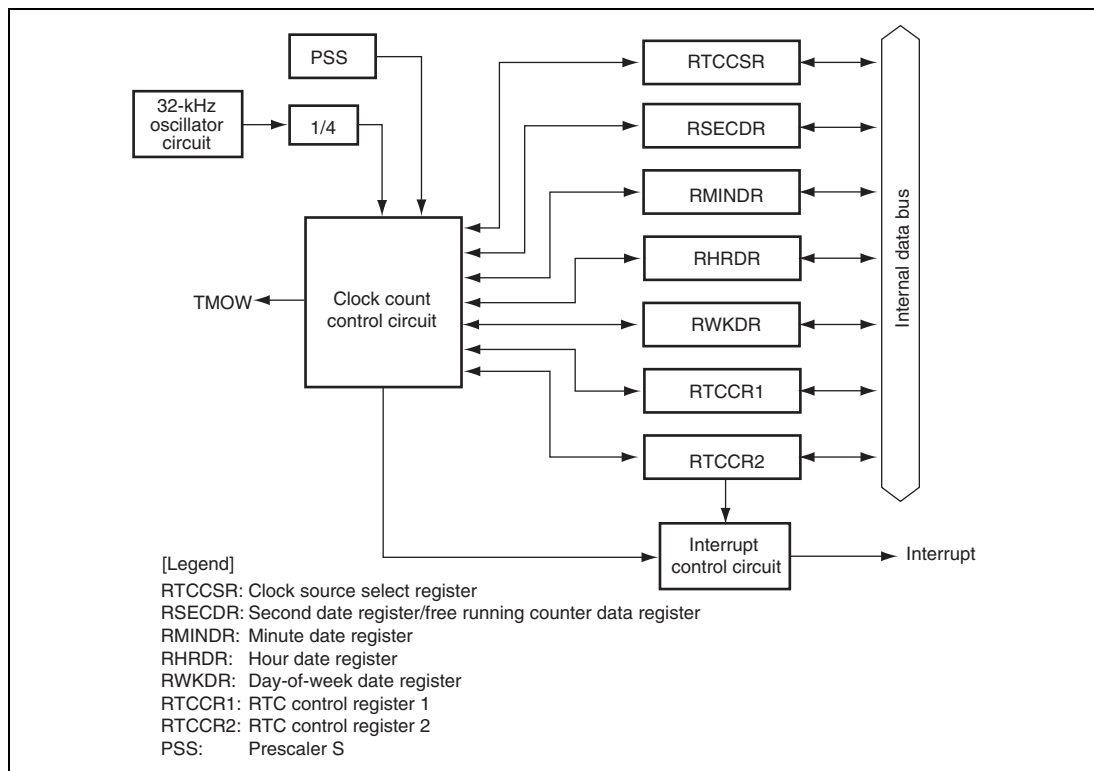 PSS
32-kHz
oscillator
circuit
1/4
Clock count
control circuit
TMOW
RTCCSR
RSECDR
RMINDR
RHRDR
RWKDR
RTCCR1
RTCCR2
Internal data bus
Interrupt
control circuit
Interrupt
[Legend]
RTCCSR: Clock source select register
RSECDR: Second date register/free running counter data register
RMINDR: Minute date register
RHRDR: Hour date register
RWKDR: Day-of-week date register
RTCCR1: RTC control register 1
RTCCR2: RTC control register 2
PSS: Prescaler S